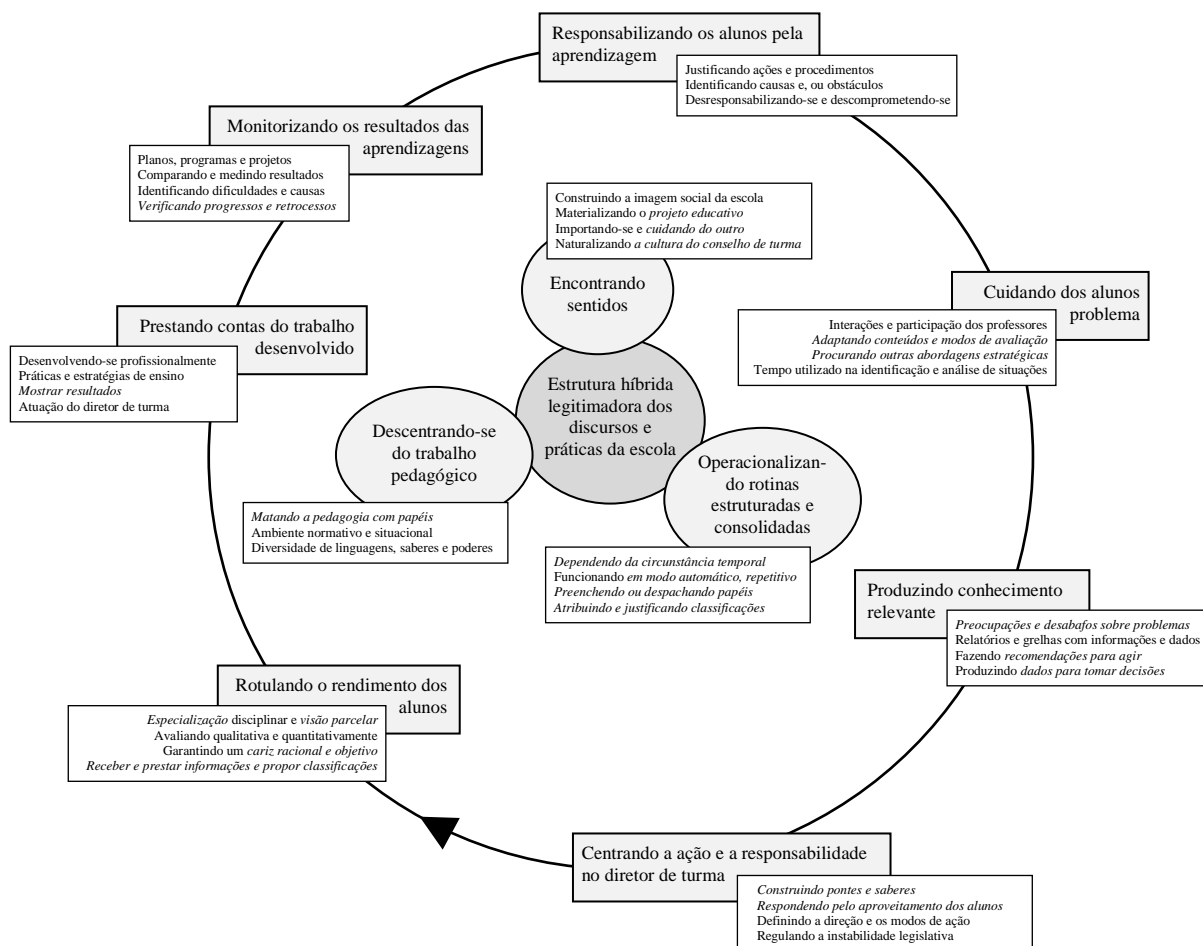 Responsabilizando os alunos pela
aprendizagem
Justificando ações e procedimentos
Identificando causas e, ou obstáculos
Desresponsabilizando-se e descomprometendo-se
Monitorizando os resultados das
aprendizagens
Planos, programas e projetos
Comparando e medindo resultados
Identificando dificuldades e causas
Verificando progressos e retrocessos
Construindo a imagem social da escola
Materializando o projeto educativo
Importando-se e cuidando do outro
Naturalizando a cultura do conselho de turma
Encontrando
sentidos
Cuidando dos alunos
problema
Interações e participação dos professores
Adaptando conteúdos e modos de avaliação
Procurando outras abordagens estratégicas
Tempo utilizado na identificação e análise de situações
Prestando contas do trabalho
desenvolvido
Desenvolvendo-se profissionalmente
Práticas e estratégias de ensino
Mostrar resultados
Atuação do diretor de turma
Estrutura híbrida
legitimadora dos
discursos e
práticas da escola
Descentrando-se
do trabalho
pedagógico
Matando a pedagogia com papéis
Ambiente normativo e situacional
Diversidade de linguagens, saberes e poderes
Operacionalizan-
do rotinas
estruturadas e
consolidadas
Dependendo da circunstância temporal
Funcionando em modo automático, repetitivo
Preenchendo ou despachando papéis
Atribuindo e justificando classificações
Produzindo conhecimento
relevante
Preocupações e desabafos sobre problemas
Relatórios e grelhas com informações e dados
Fazendo recomendações para agir
Produzindo dados para tomar decisões
Rotulando o rendimento dos
alunos
Especialização disciplinar e visão parcelar
Avaliando qualitativa e quantitativamente
Garantindo um cariz racional e objetivo
Receber e prestar informações e propor classificações
Centrando a ação e a responsabilidade
no diretor de turma
Construindo pontes e saberes
Respondendo pelo aproveitamento dos alunos
Definindo a direção e os modos de ação
Regulando a instabilidade legislativa